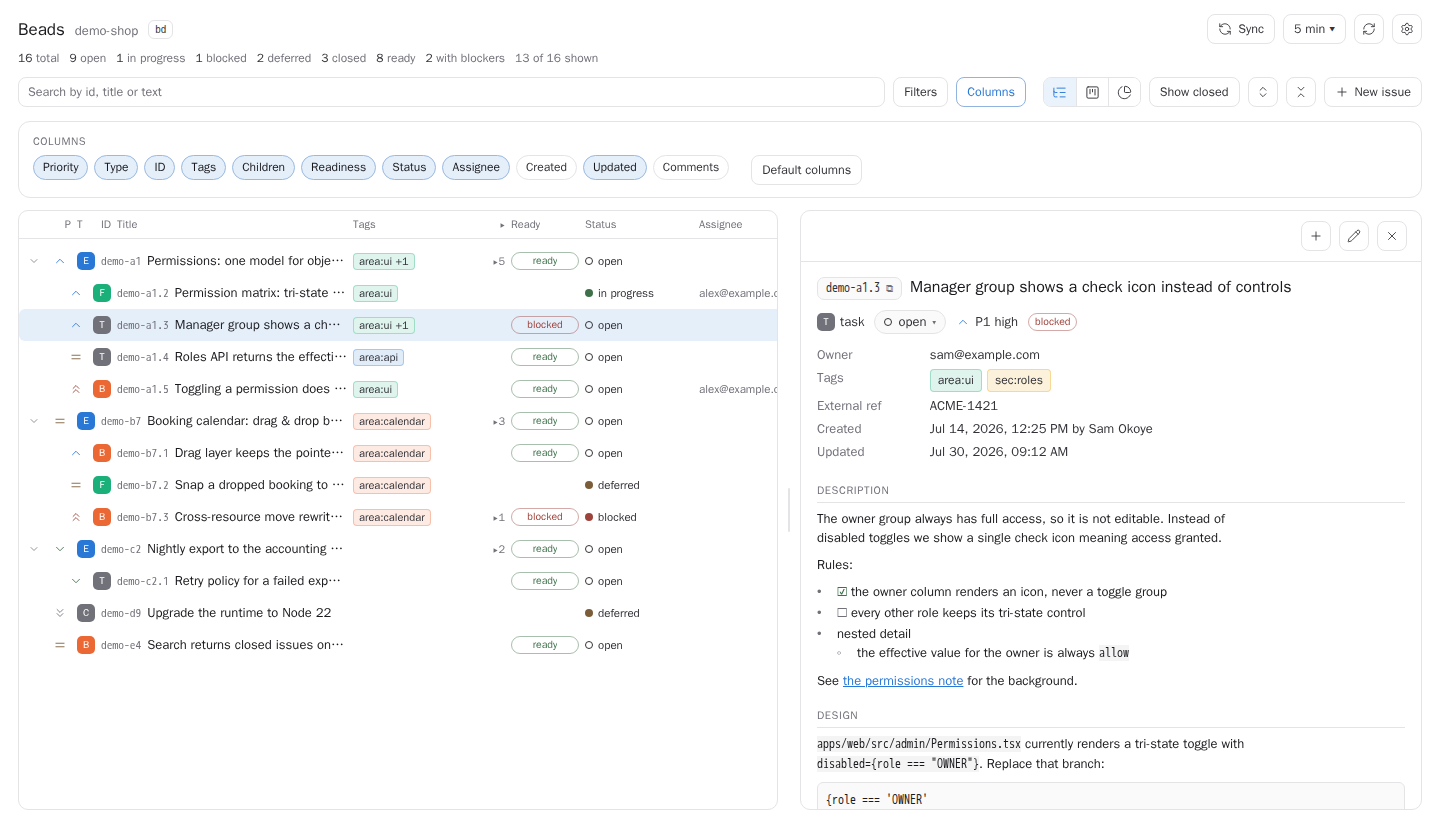 Beads demo-shop bd
Sync 5 min ▾
16 total 9 open 1 in progress 1 blocked 2 deferred 3 closed 8 ready 2 with blockers 13 of 16 shown
Search by id, title or text
Filters Columns Show closed New issue
COLUMNS
Priority Type ID Tags Children Readiness Status Assignee Created Updated Comments Default columns
P T ID Title Tags ▸ Ready Status Assignee
E demo-a1 Permissions: one model for obje··· area:ui +1 ▸5 ready open
F demo-a1.2 Permission matrix: tri-state ··· area:ui in progress alex@example.c
T demo-a1.3 Manager group shows a ch··· area:ui +1 blocked open
T demo-a1.4 Roles API returns the effecti··· area:api ready open
B demo-a1.5 Toggling a permission does ··· area:ui ready open alex@example.c
E demo-b7 Booking calendar: drag & drop b··· area:calendar ▸3 ready open
B demo-b7.1 Drag layer keeps the pointe··· area:calendar ready open
F demo-b7.2 Snap a dropped booking to ··· area:calendar deferred
B demo-b7.3 Cross-resource move rewrit··· area:calendar ▸1 blocked blocked
E demo-c2 Nightly export to the accounting ··· ▸2 ready open
T demo-c2.1 Retry policy for a failed exp··· ready open
C demo-d9 Upgrade the runtime to Node 22 deferred
B demo-e4 Search returns closed issues on··· ready open
demo-a1.3 Manager group shows a check icon instead of controls
T task open P1 high blocked
Owner sam@example.com
Tags area:ui sec:roles
External ref ACME-1421
Created Jul 14, 2026, 12:25 PM by Sam Okoye
Updated Jul 30, 2026, 09:12 AM
DESCRIPTION
The owner group always has full access, so it is not editable. Instead of
disabled toggles we show a single check icon meaning access granted.
Rules:
• ☑ the owner column renders an icon, never a toggle group
• ☐ every other role keeps its tri-state control
• nested detail
◦ the effective value for the owner is always allow
See the permissions note for the background.
DESIGN
apps/web/src/admin/Permissions.tsx currently renders a tri-state toggle with
disabled={role === "OWNER"}. Replace that branch:
{role === 'OWNER'